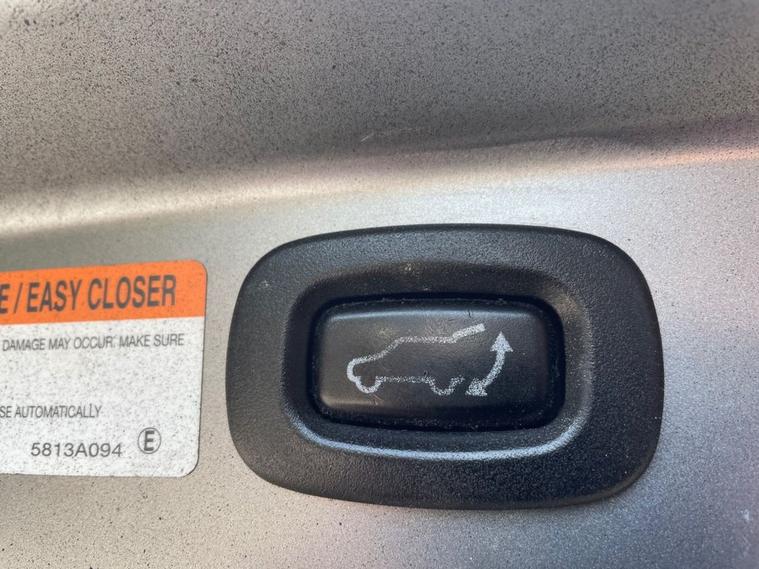 E / EASY CLOSER
DAMAGE MAY OCCUR. MAKE SURE
SE AUTOMATICALLY
5813A094 E